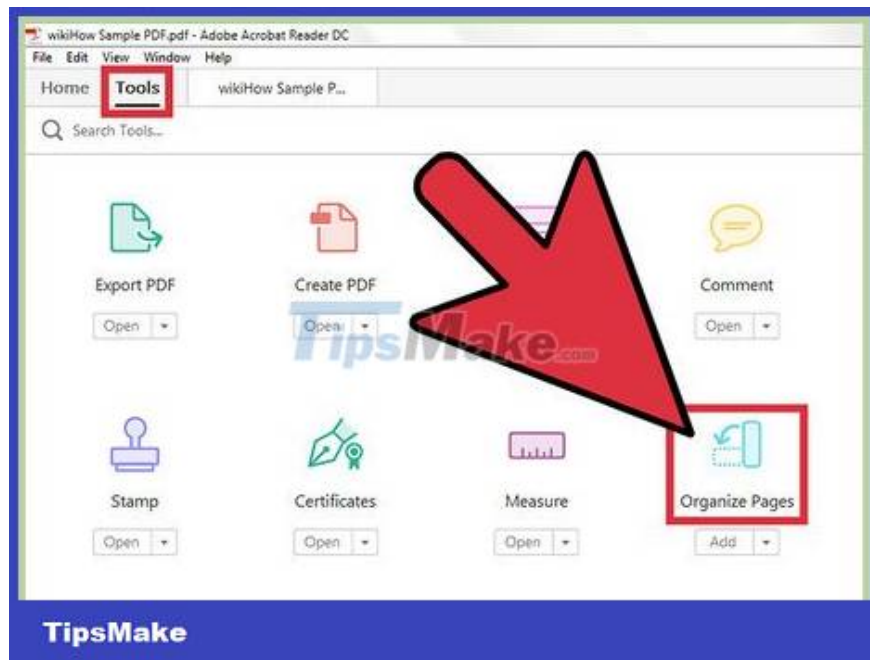 wikiHow Sample PDF.pdf - Adobe Acrobat Reader DC
File Edit View Window Help
Home Tools wikiHow Sample P...
Search Tools...
Export PDF Create PDF Comment
Open Open Open
TipsMake.com
Stamp Certificates Measure Organize Pages
Open Open Open Add
TipsMake